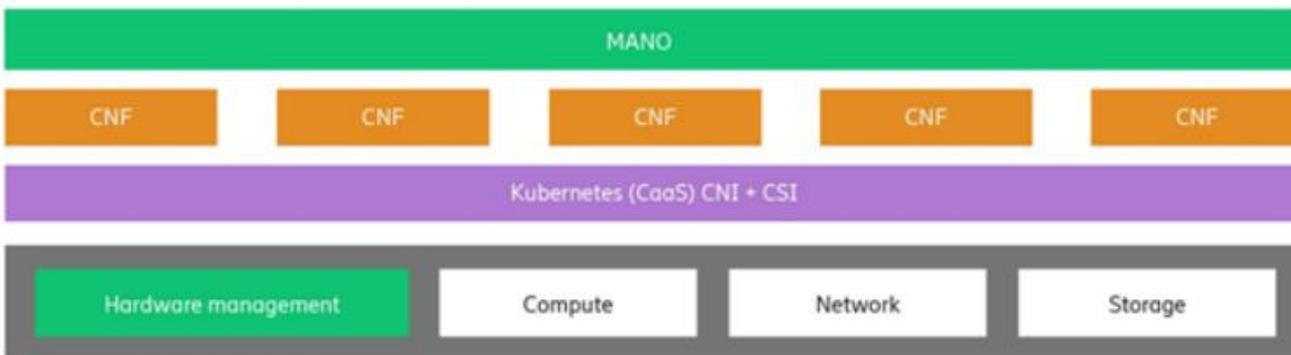 MANO
CNF CNF CNF CNF CNF
Kubernetes (CaaS) CNI + CSI
Hardware management Compute Network Storage